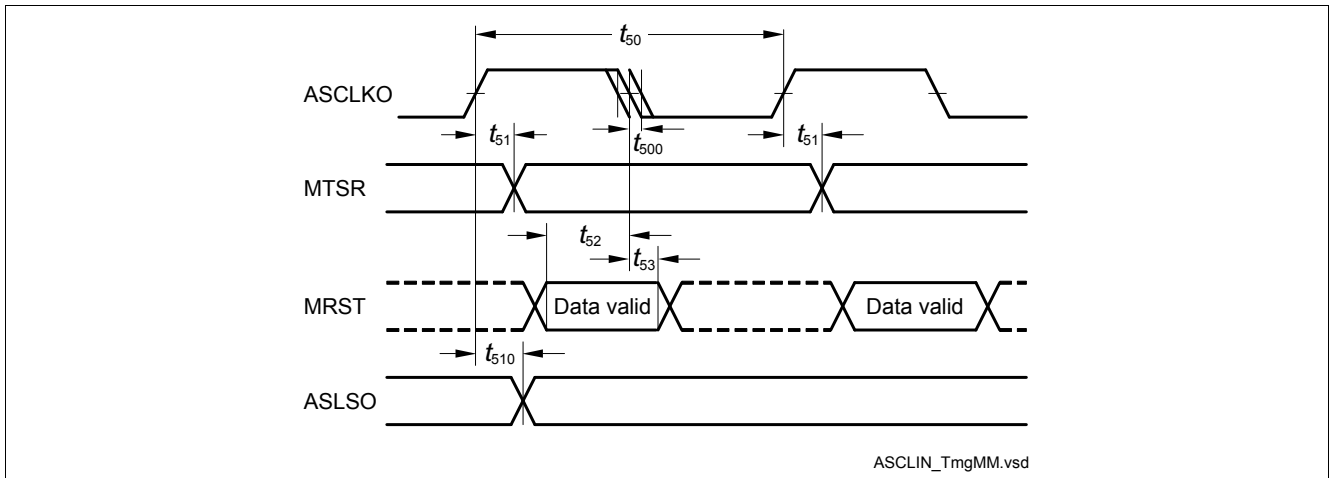 t50
ASCLKO
t51
t500
t51
MTSR
t52
t53
MRST
Data valid
Data valid
t510
ASLSO
ASCLIN_TmgMM.vsd